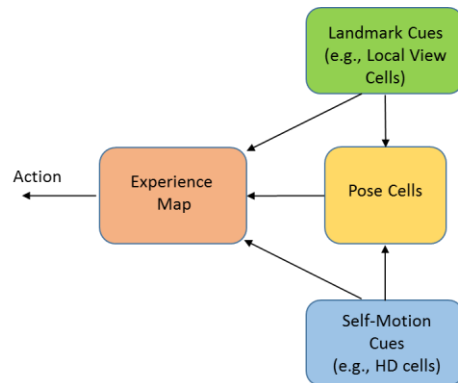 Landmark Cues
(e.g., Local View
Cells)
Action
Experience
Map
Pose Cells
Self-Motion
Cues
(e.g., HD cells)